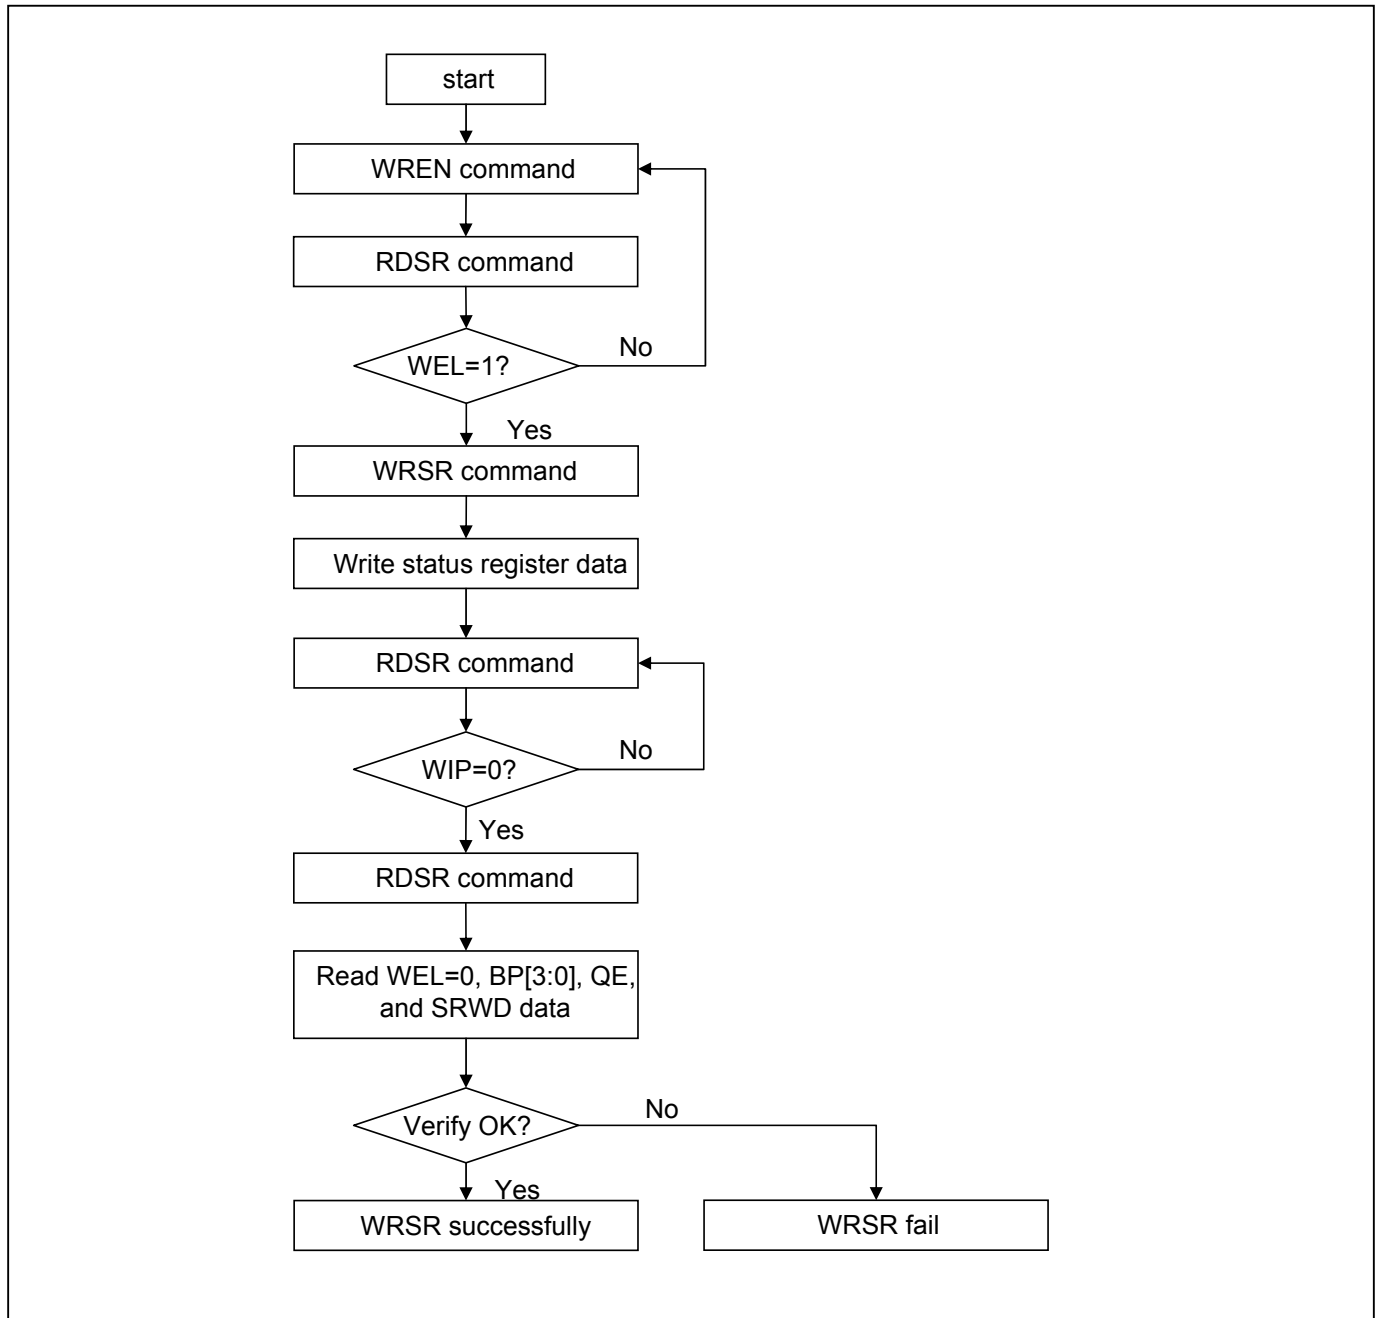 start
WREN command
RDSR command
WEL=1?
No
Yes
WRSR command
Write status register data
RDSR command
WIP=0?
No
Yes
RDSR command
Read WEL=0, BP[3:0], QE,
and SRWD data
Verify OK?
No
Yes
WRSR successfully
WRSR fail